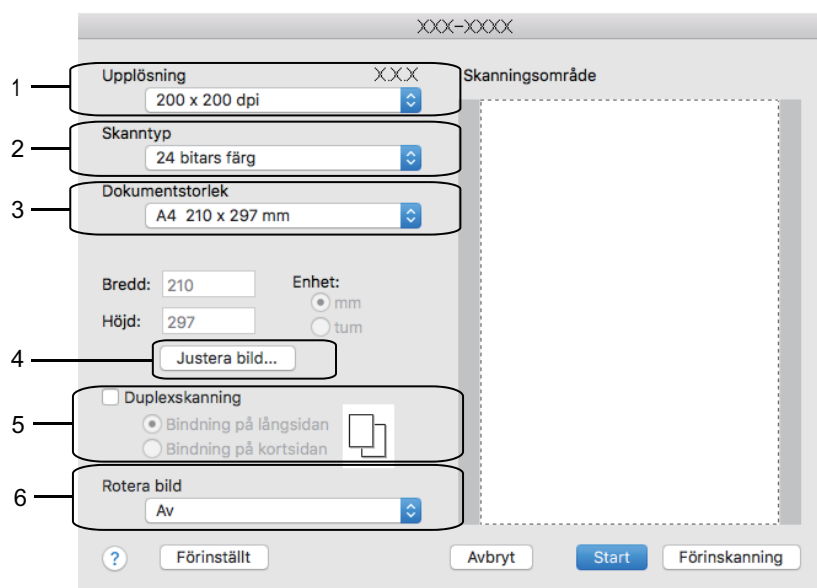 XXX-XXXX
1
Upplösning XXX
200 x 200 dpi
2
Skanntyp
24 bitars färg
3
Dokumentstorlek
A4 210 x 297 mm
Bredd: 210
Enhet:
mm
Höjd: 297
tum
4
Justera bild...
5
Duplexskanning
Bindning på långsidan
Bindning på kortsidan
6
Rotera bild
Av
Skanningsområde
?
Förinställt
Avbryt
Start
Förinskanning